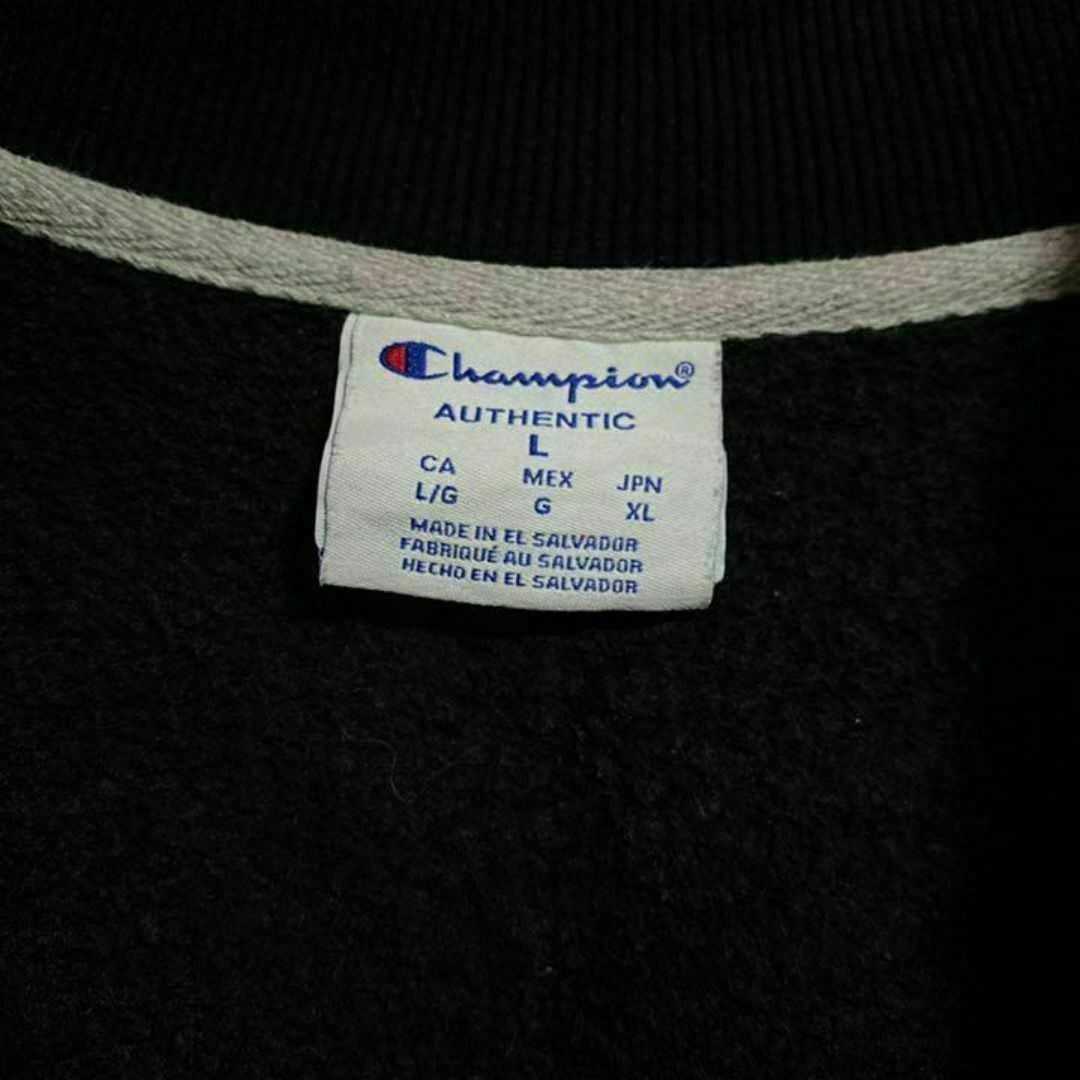 Champion®
AUTHENTIC
L
CA MEX JPN
L/G G XL
MADE IN EL SALVADOR
FABRIQUÉ AU SALVADOR
HECHO EN EL SALVADOR